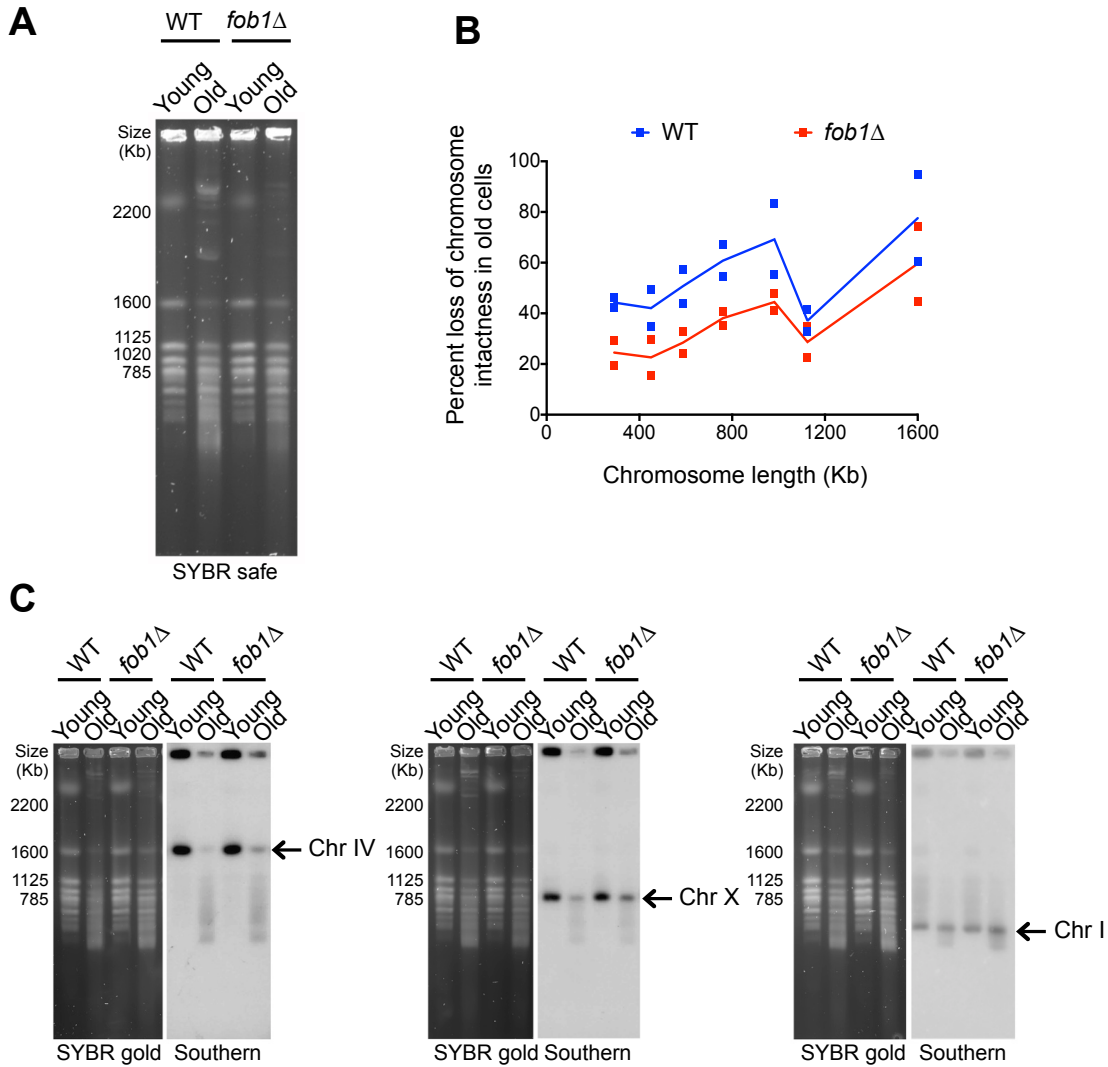 A
WT fob1Δ
Young Old Young Old
Size
(Kb)
2200
1600
1125
1020
785
SYBR safe
B
WT fob1Δ
Percent loss of chromosome
intactness in old cells
100
80
60
40
20
0
0 400 800 1200 1600
Chromosome length (Kb)
C
WT fob1Δ WT fob1Δ
Young Old Young Old Young Old Young Old
Size
(Kb)
2200
1600
1125
785
Chr IV
SYBR gold Southern
WT fob1Δ WT fob1Δ
Young Old Young Old Young Old Young Old
Size
(Kb)
2200
1600
1125
785
Chr X
SYBR gold Southern
WT fob1Δ WT fob1Δ
Young Old Young Old Young Old Young Old
Size
(Kb)
2200
1600
1125
785
Chr I
SYBR gold Southern